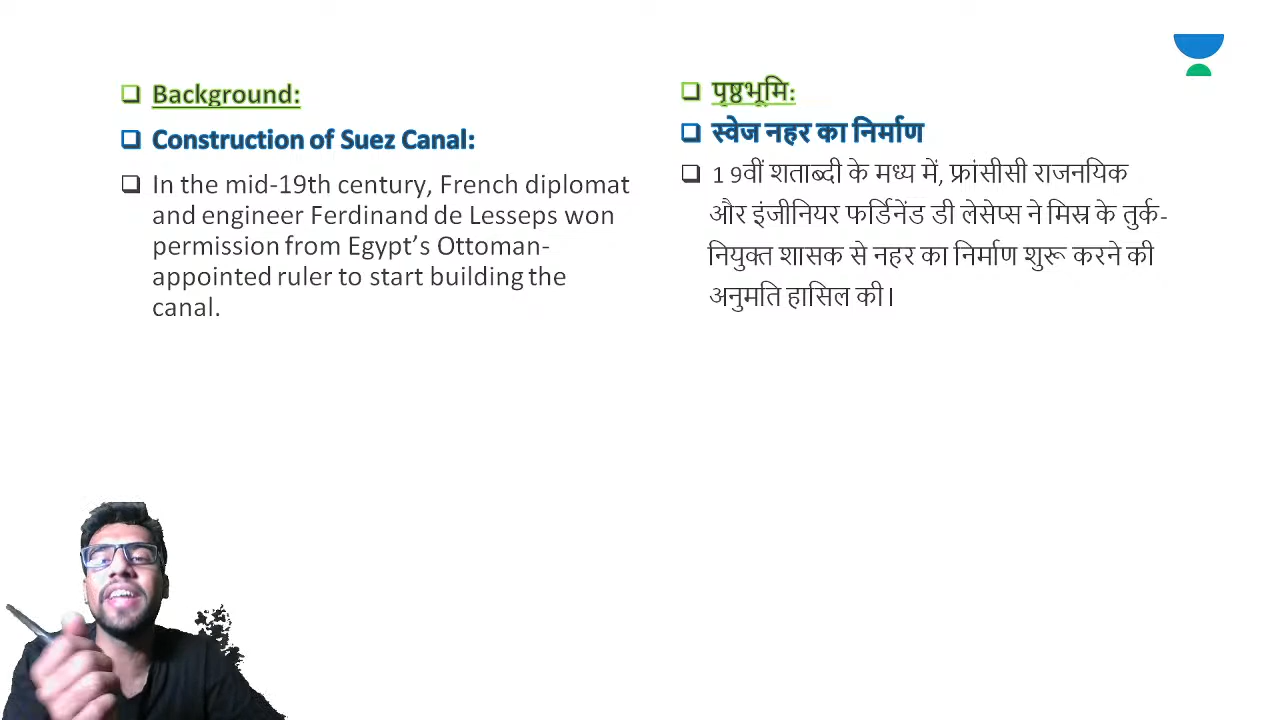 Background:
Construction of Suez Canal:
In the mid-19th century, French diplomat
and engineer Ferdinand de Lesseps won
permission from Egypt’s Ottoman-
appointed ruler to start building the
canal.
पृष्ठभूमि:
स्वेज नहर का निर्माण
19वीं शताब्दी के मध्य में, फ्रांसीसी राजनयिक
और इंजीनियर फर्डिनेंड डी लेसेप्स ने मिस्र के तुर्क-
नियुक्त शासक से नहर का निर्माण शुरू करने की
अनुमति हासिल की।